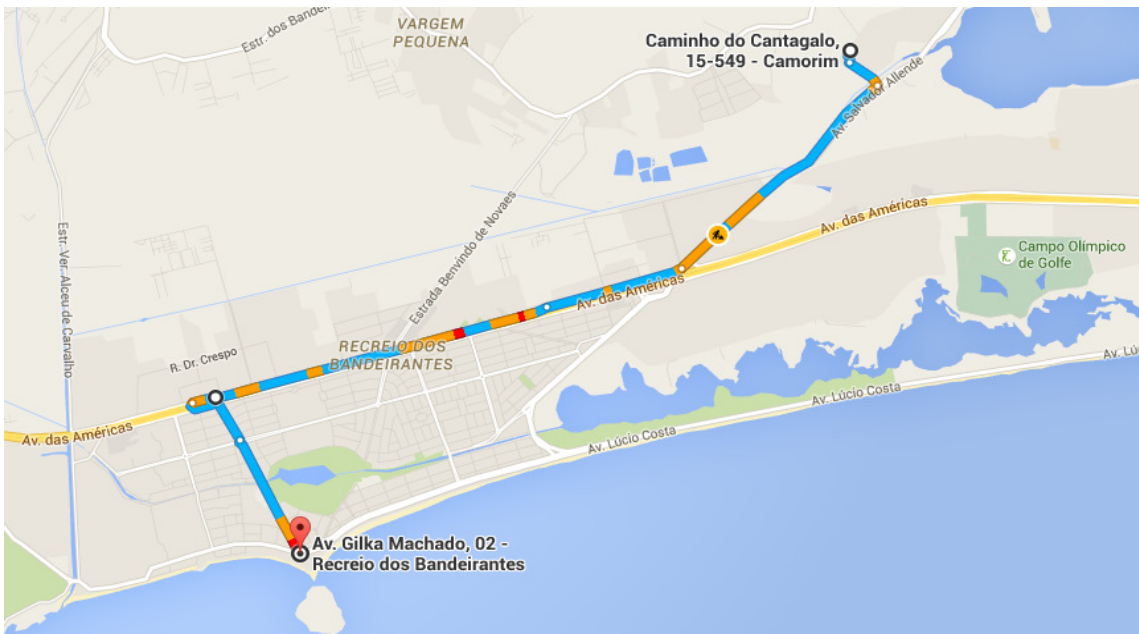 Estr. dos Bandei
VARGEM
PEQUENA
Caminho do Cantagalo,
15-549 - Camorim
Av. Salvador Allende
Av. das Américas
Campo Olímpico
de Golfe
Estr. Ver. Alceu de Carvalho
Estrada Benvindo de Novaes
Av. das Américas
R. Dr. Crespo
RECREIO DOS
BANDEIRANTES
Av. Lú
Av. Lúcio Costa
Av. das Américas
Av. Lúcio Costa
Av. Gilka Machado, 02 -
Recreio dos Bandeirantes